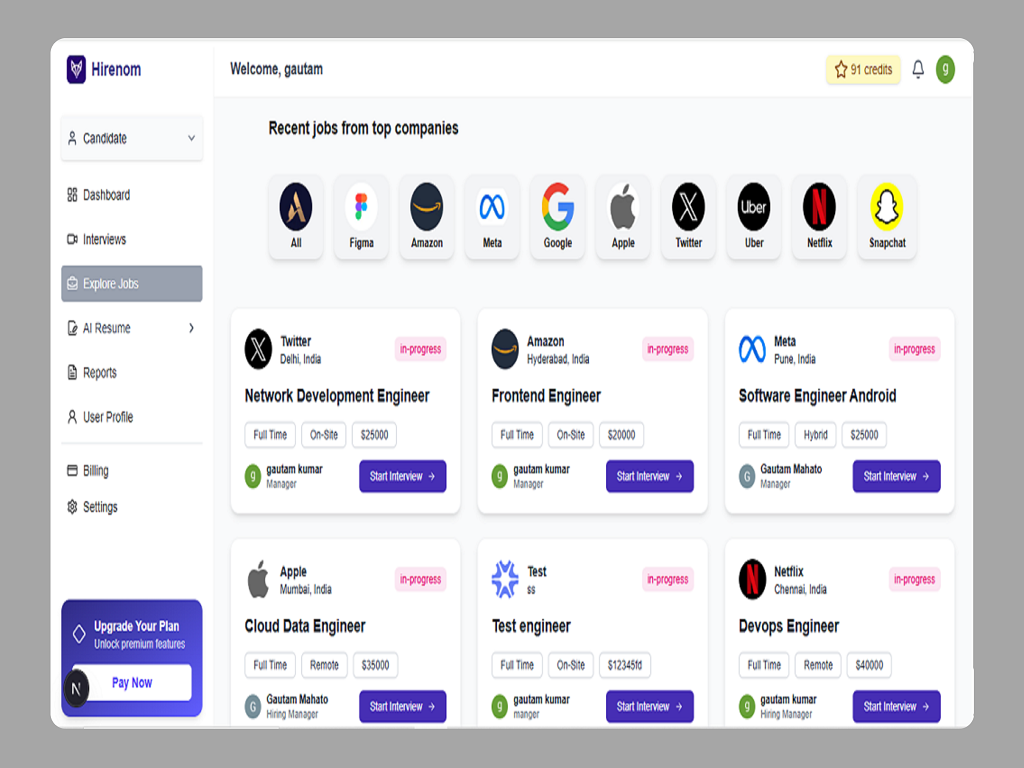 Hirenom
Welcome, gautam
91 credits
g
Candidate
Dashboard
Interviews
Explore Jobs
AI Resume
Reports
User Profile
Billing
Settings
Upgrade Your Plan
Unlock premium features
Pay Now
N
Recent jobs from top companies
Uber
All Figma Amazon Meta Google Apple Twitter Uber Netflix Snapchat
Twitter
Delhi, India
in-progress
Network Development Engineer
Full Time On-Site $25000
g gautam kumar
Manager
Start Interview →
Amazon
Hyderabad, India
in-progress
Frontend Engineer
Full Time On-Site $20000
g gautam kumar
Manager
Start Interview →
Meta
Pune, India
in-progress
Software Engineer Android
Full Time Hybrid $25000
G Gautam Mahato
Manager
Start Interview →
Apple
Mumbai, India
in-progress
Cloud Data Engineer
Full Time Remote $35000
G Gautam Mahato
Hiring Manager
Start Interview →
Test
ss
in-progress
Test engineer
Full Time On-Site $12345fd
g gautam kumar
manger
Start Interview →
Netflix
Chennai, India
in-progress
Devops Engineer
Full Time Remote $40000
g gautam kumar
Hiring Manager
Start Interview →